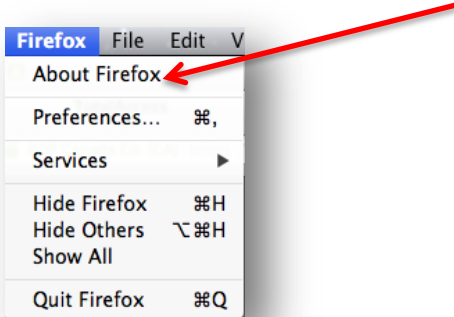 Firefox File Edit V
About Firefox
Preferences... ⌘,
Services ▶
Hide Firefox ⌘H
Hide Others ⌥⌘H
Show All
Quit Firefox ⌘Q